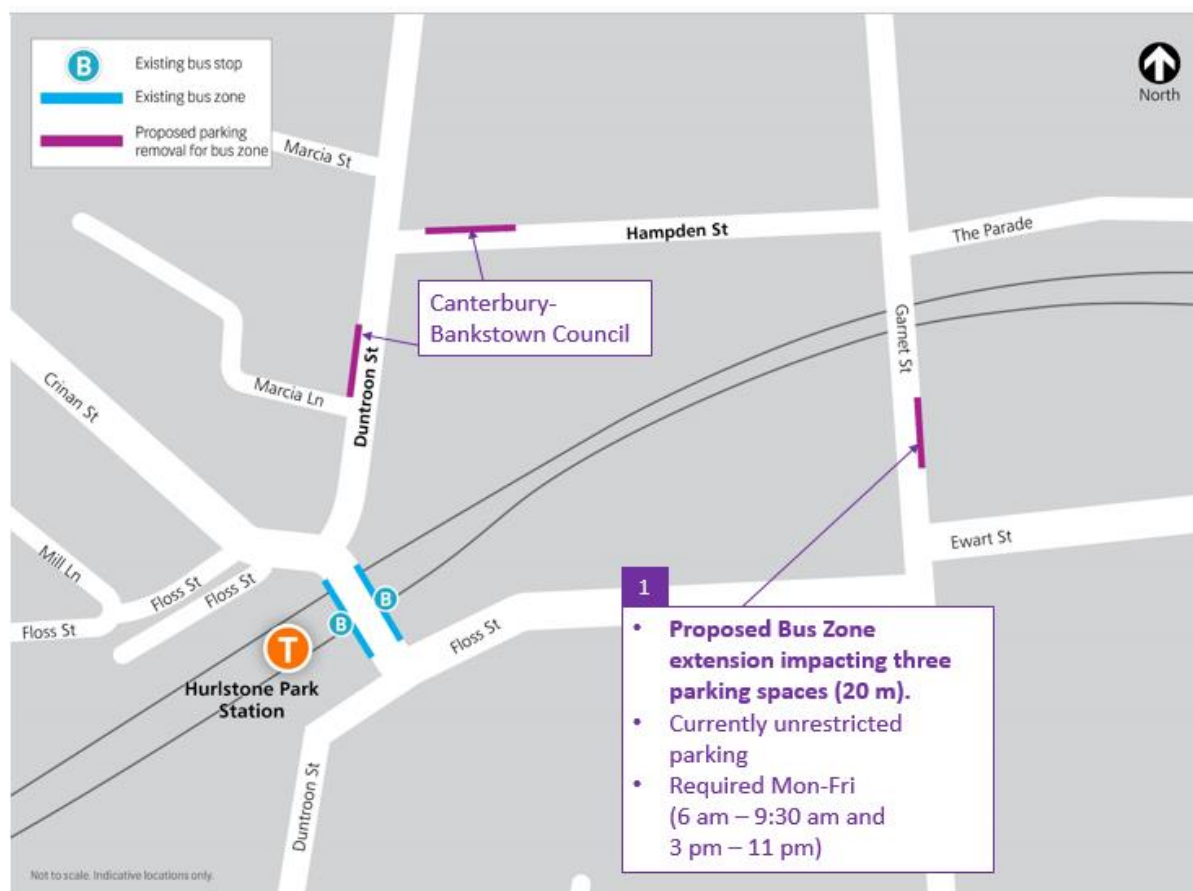 B
Existing bus stop
Existing bus zone
Proposed parking
removal for bus zone
North
Marcia St
Hampden St
The Parade
Canterbury-
Bankstown Council
Garnet St
Duntroon St
Marcia Ln
Crinan St
Ewart St
Mill Ln
Floss St
Floss St
Floss St
B
B
Floss St
T
Hurlstone Park
Station
Duntroon St
1
• Proposed Bus Zone
extension impacting three
parking spaces (20 m).
• Currently unrestricted
parking
• Required Mon-Fri
(6 am – 9:30 am and
3 pm – 11 pm)
Not to scale. Indicative locations only.